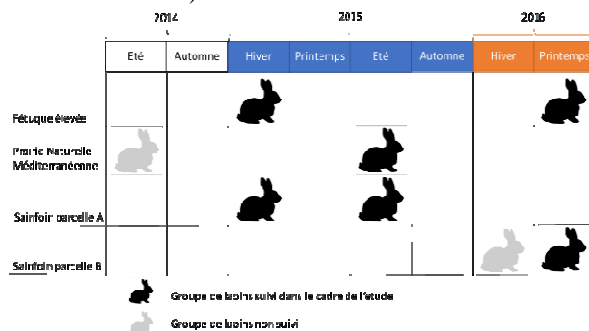 2014 2015 2016
Eté Automne Hiver Printemps Eté Automne Hiver Printemps
Fétuque élevée
Prairie Naturelle
Méditerranéenne
Sainfoin parcelle A
Sainfoin parcelle B
Groupe de lapins suivi dans le cadre de l'étude
Groupe de lapins non suivi